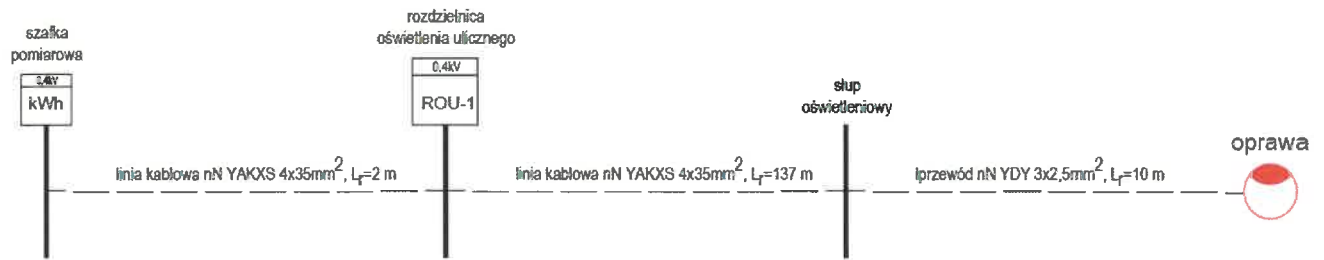 szafka
pomiarowa
0,4kV
kWh
rozdzielnica
oświetlenia ulicznego
0,4kV
ROU-1
słup
oświetleniowy
oprawa
linia kablowa nN YAKXS 4x35mm², Lr=2 m
linia kablowa nN YAKXS 4x35mm², Lr=137 m
lprzewód nN YDY 3x2,5mm², Lr=10 m